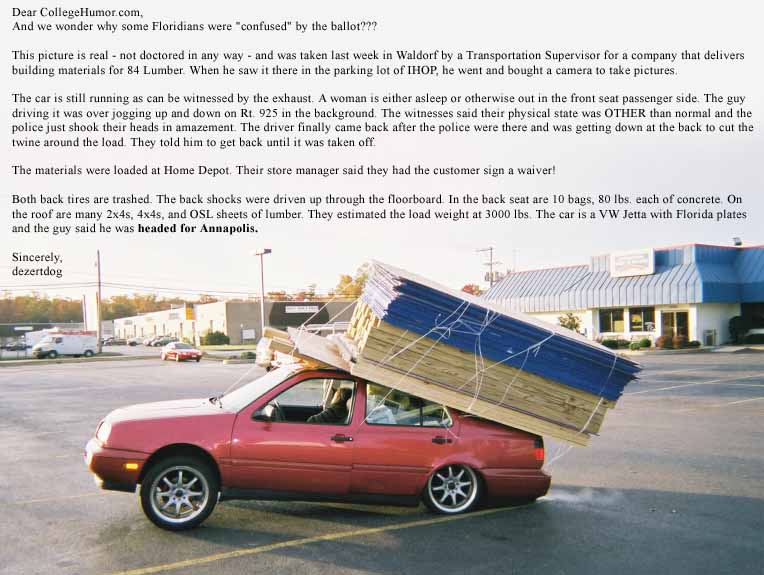 Dear CollegeHumor.com,
And we wonder why some Floridians were "confused" by the ballot???
This picture is real - not doctored in any way - and was taken last week in Waldorf by a Transportation Supervisor for a company that delivers
building materials for 84 Lumber. When he saw it there in the parking lot of IHOP, he went and bought a camera to take pictures.
The car is still running as can be witnessed by the exhaust. A woman is either asleep or otherwise out in the front seat passenger side. The guy
driving it was over jogging up and down on Rt. 925 in the background. The witnesses said their physical state was OTHER than normal and the
police just shook their heads in amazement. The driver finally came back after the police were there and was getting down at the back to cut the
twine around the load. They told him to get back until it was taken off.
The materials were loaded at Home Depot. Their store manager said they had the customer sign a waiver!
Both back tires are trashed. The back shocks were driven up through the floorboard. In the back seat are 10 bags, 80 lbs. each of concrete. On
the roof are many 2x4s, 4x4s, and OSL sheets of lumber. They estimated the load weight at 3000 lbs. The car is a VW Jetta with Florida plates
and the guy said he was headed for Annapolis.
Sincerely,
dezertdog